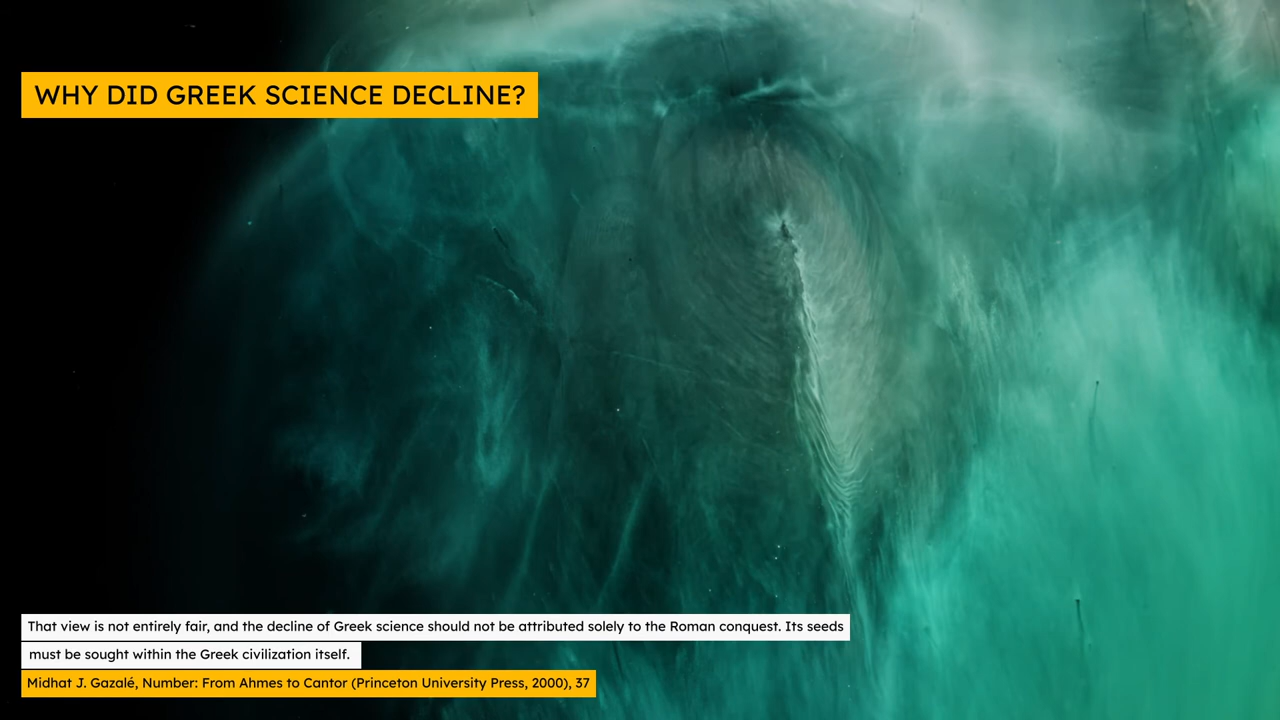 WHY DID GREEK SCIENCE DECLINE?
That view is not entirely fair, and the decline of Greek science should not be attributed solely to the Roman conquest. Its seeds
must be sought within the Greek civilization itself.
Midhat J. Gazalé, Number: From Ahmes to Cantor (Princeton University Press, 2000), 37